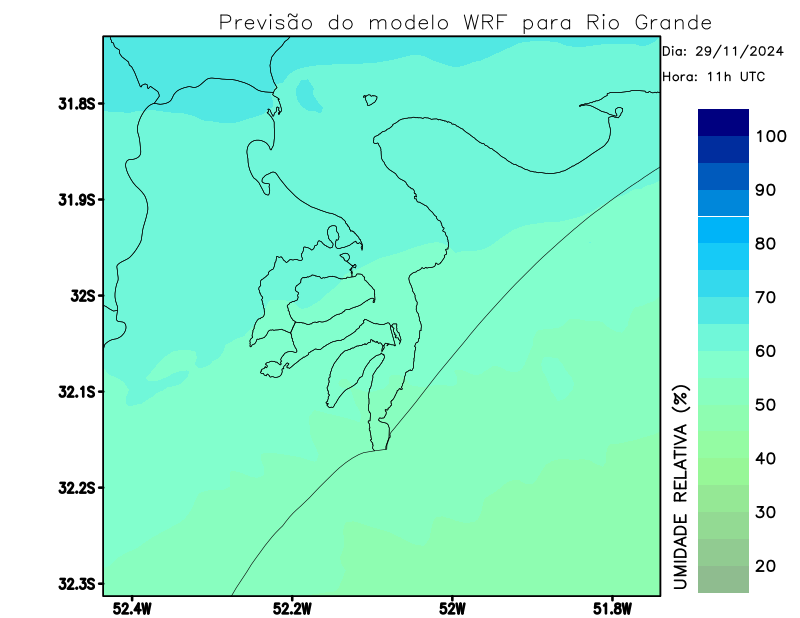 Previsão do modelo WRF para Rio Grande
Dia: 29/11/2024
Hora: 11h UTC
31.8S
31.9S
32S
32.1S
32.2S
32.3S
52.4W
52.2W
52W
51.8W
100
90
80
70
60
50
40
30
20
UMIDADE RELATIVA (%)